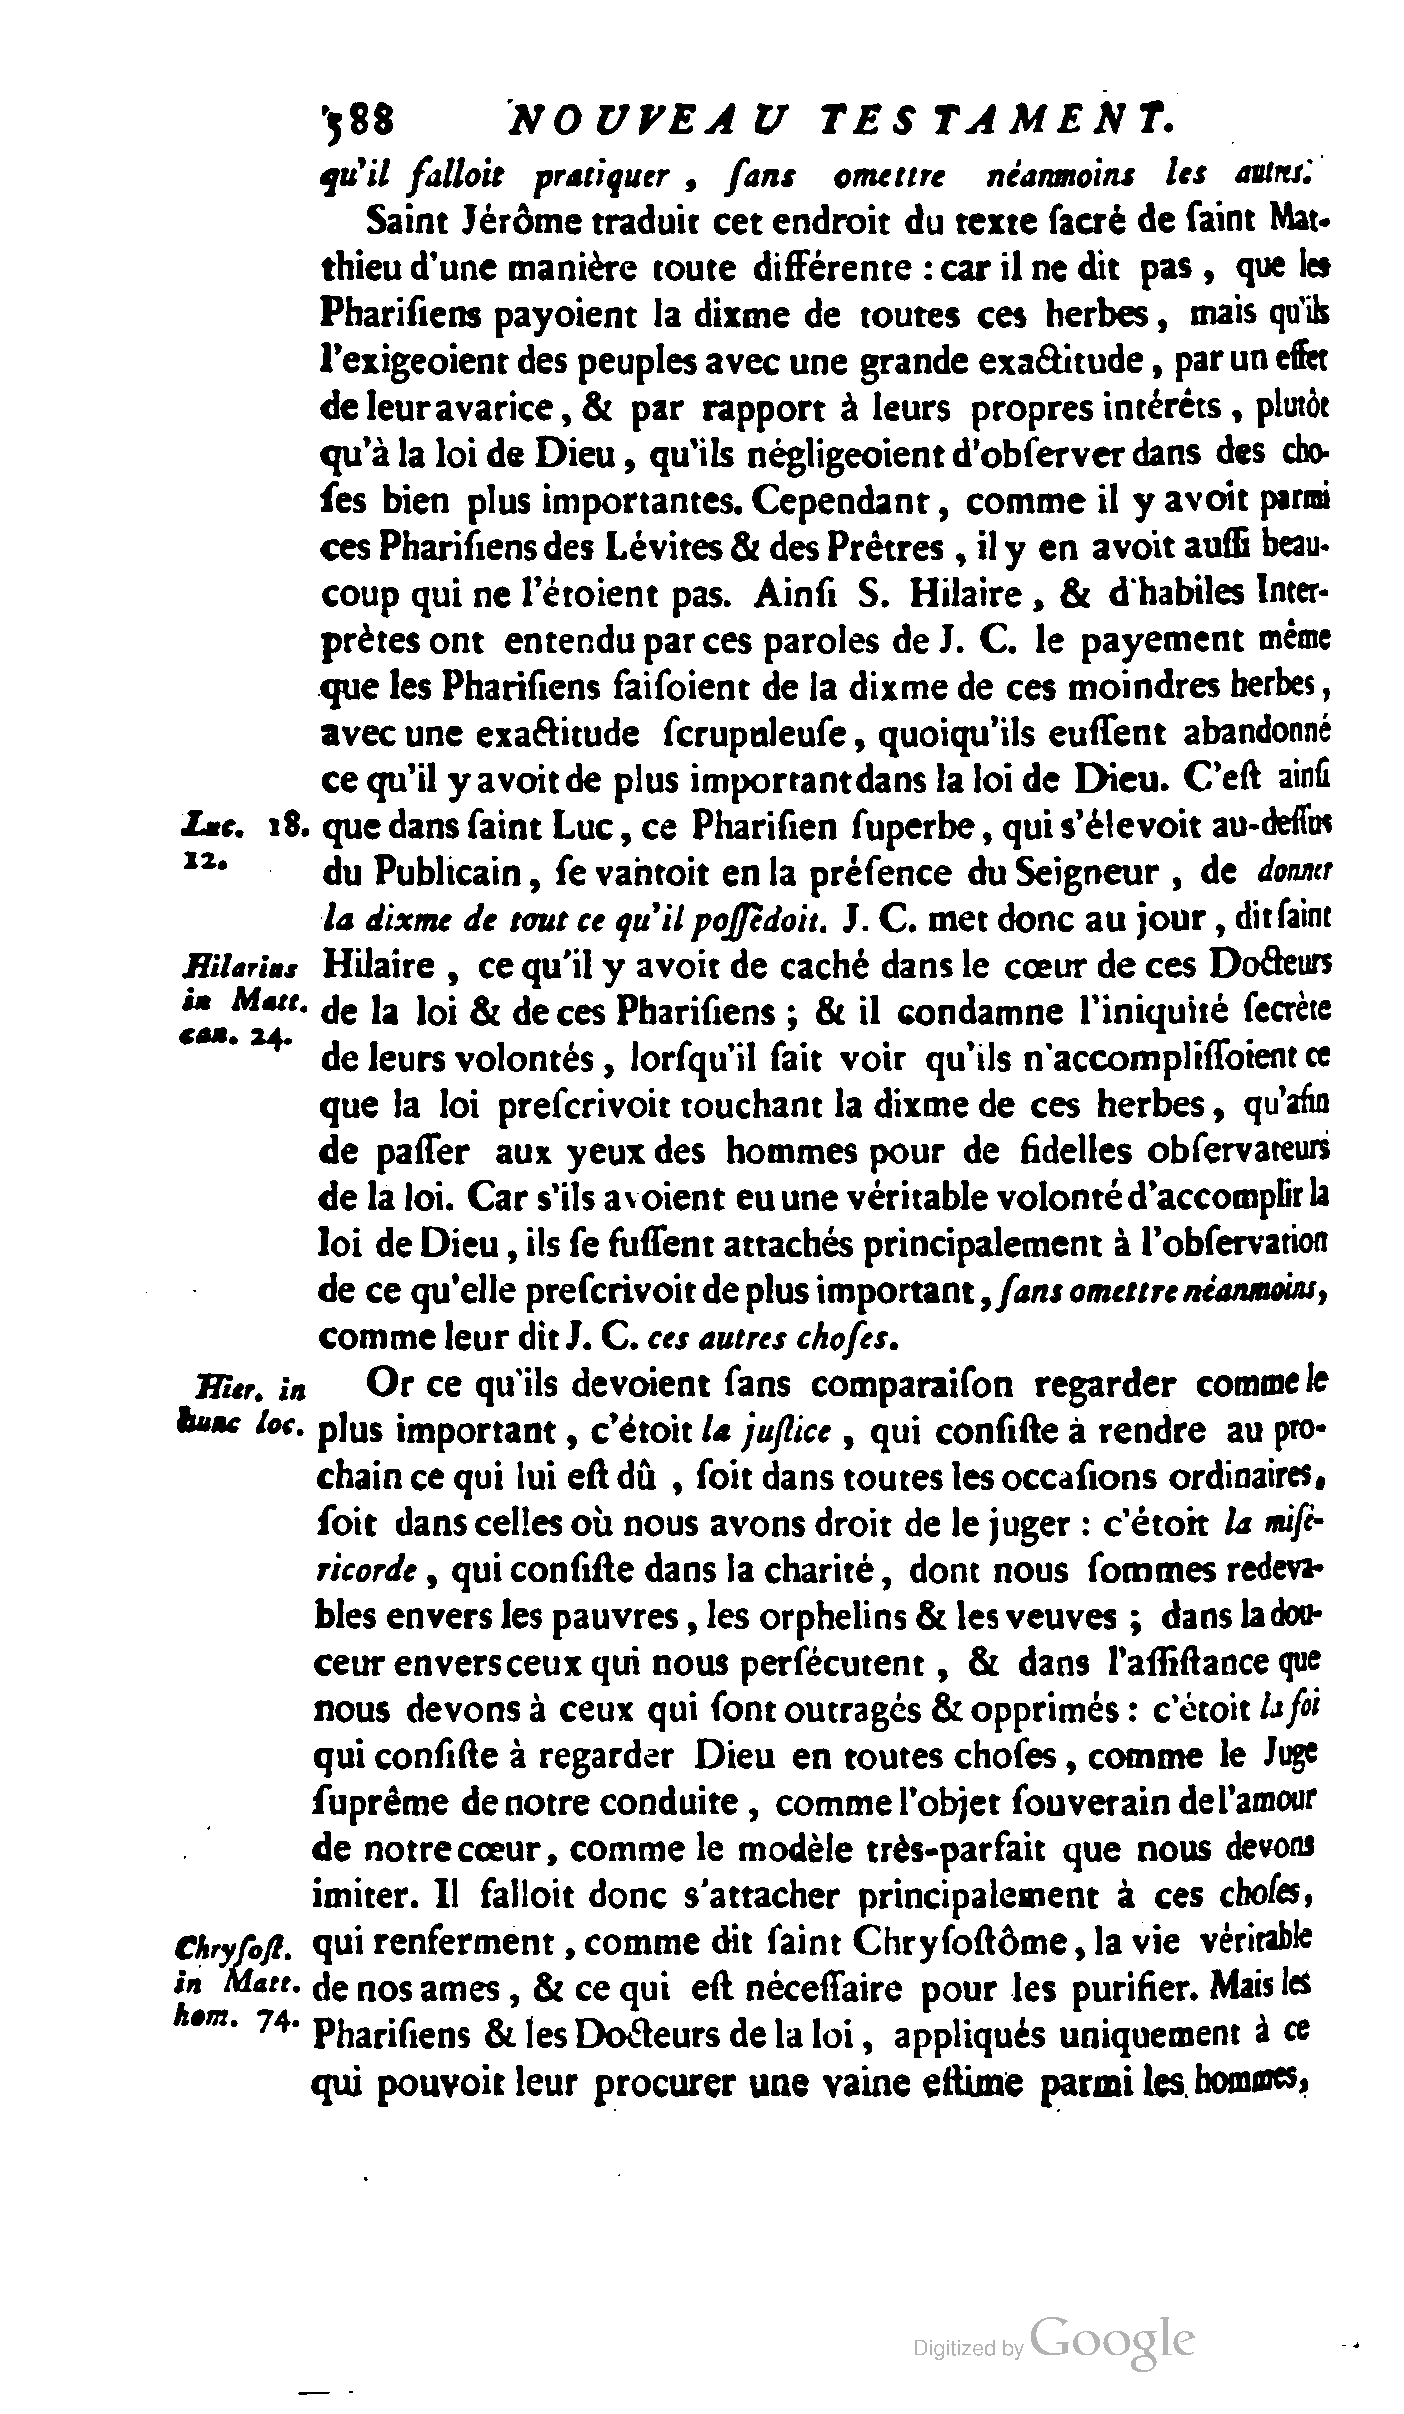 588 NOUVEAU TESTAMENT.
qu'il falloit pratiquer, ſans omettre néanmoins les autres.
Saint Jérôme traduit cet endroit du texte ſacré de ſaint Mat-
thieu d'une manière toute différente : car il ne dit pas, que les
Phariſiens payoient la dixme de toutes ces herbes, mais qu'ils
l'exigeoient des peuples avec une grande exactitude, par un effet
de leur avarice, & par rapport à leurs propres intérêts, plutôt
qu'à la loi de Dieu, qu'ils négligeoient d'obſerver dans des cho-
ſes bien plus importantes. Cependant, comme il y avoit parmi
ces Phariſiens des Lévites & des Prêtres, il y en avoit auſſi beau-
coup qui ne l'étoient pas. Ainſi S. Hilaire, & d'habiles Inter-
prètes ont entendu par ces paroles de J. C. le payement même
que les Phariſiens faiſoient de la dixme de ces moindres herbes,
avec une exactitude ſcrupuleuſe, quoiqu'ils euſſent abandonné
ce qu'il y avoit de plus important dans la loi de Dieu. C'eſt ainſi
Luc. 18. que dans ſaint Luc, ce Phariſien ſuperbe, qui s'élevoit au-deſſus
12. du Publicain, ſe vantoit en la préſence du Seigneur, de donner
la dixme de tout ce qu'il poſſédoit. J. C. met donc au jour, dit ſaint
Hilarius Hilaire, ce qu'il y avoit de caché dans le cœur de ces Docteurs
in Matt. de la loi & de ces Phariſiens ; & il condamne l'iniquité ſecrète
can. 24. de leurs volontés, lorſqu'il fait voir qu'ils n'accompliſſoient ce
que la loi preſcrivoit touchant la dixme de ces herbes, qu'afin
de paſſer aux yeux des hommes pour de fidelles obſervateurs
de la loi. Car s'ils avoient eu une véritable volonté d'accomplir la
loi de Dieu, ils ſe fuſſent attachés principalement à l'obſervation
de ce qu'elle preſcrivoit de plus important, ſans omettre néanmoins,
comme leur dit J. C. ces autres choſes.
Hier. in Or ce qu'ils devoient ſans comparaiſon regarder comme le
hunc loc. plus important, c'étoit la juſtice, qui conſiſte à rendre au pro-
chain ce qui lui eſt dû, ſoit dans toutes les occaſions ordinaires,
ſoit dans celles où nous avons droit de le juger : c'étoit la miſé-
ricorde, qui conſiſte dans la charité, dont nous ſommes redeva-
bles envers les pauvres, les orphelins & les veuves ; dans la dou-
ceur envers ceux qui nous perſécutent, & dans l'aſſiſtance que
nous devons à ceux qui ſont outragés & opprimés : c'étoit la foi
qui conſiſte à regarder Dieu en toutes choſes, comme le Juge
ſuprême de notre conduite, comme l'objet ſouverain de l'amour
de notre cœur, comme le modèle très-parfait que nous devons
imiter. Il falloit donc s'attacher principalement à ces choſes,
Chryſoſt. qui renferment, comme dit ſaint Chryſoſtôme, la vie véritable
in Matt. de nos ames, & ce qui eſt néceſſaire pour les purifier. Mais les
hom. 74. Phariſiens & les Docteurs de la loi, appliqués uniquement à ce
qui pouvoit leur procurer une vaine eſtime parmi les hommes,
Digitized by Google